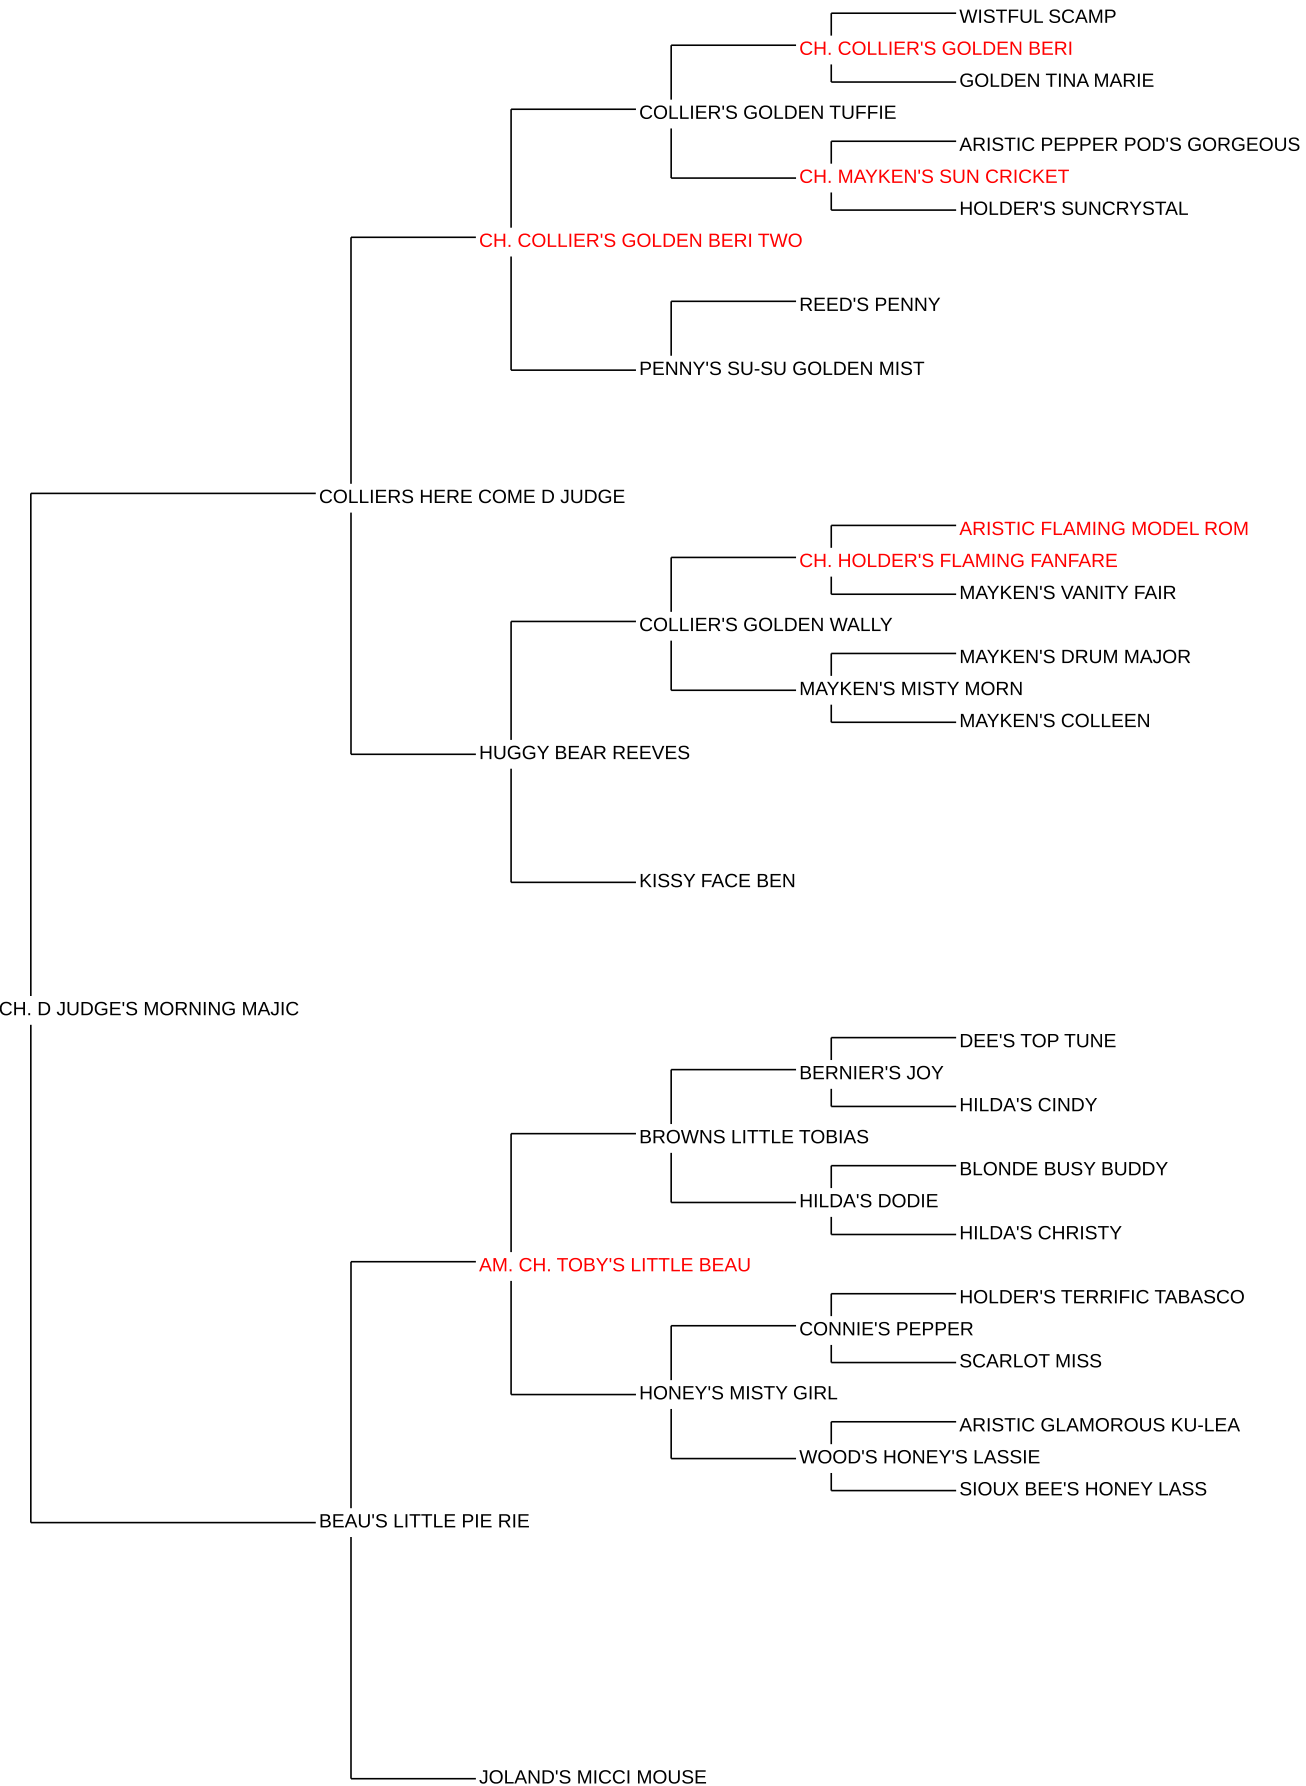 WISTFUL SCAMP
CH. COLLIER'S GOLDEN BERI
GOLDEN TINA MARIE
COLLIER'S GOLDEN TUFFIE
ARISTIC PEPPER POD'S GORGEOUS
CH. MAYKEN'S SUN CRICKET
HOLDER'S SUNCRYSTAL
CH. COLLIER'S GOLDEN BERI TWO
REED'S PENNY
PENNY'S SU-SU GOLDEN MIST
COLLIERS HERE COME D JUDGE
ARISTIC FLAMING MODEL ROM
CH. HOLDER'S FLAMING FANFARE
MAYKEN'S VANITY FAIR
COLLIER'S GOLDEN WALLY
MAYKEN'S DRUM MAJOR
MAYKEN'S MISTY MORN
MAYKEN'S COLLEEN
HUGGY BEAR REEVES
KISSY FACE BEN
CH. D JUDGE'S MORNING MAJIC
DEE'S TOP TUNE
BERNIER'S JOY
HILDA'S CINDY
BROWNS LITTLE TOBIAS
BLONDE BUSY BUDDY
HILDA'S DODIE
HILDA'S CHRISTY
AM. CH. TOBY'S LITTLE BEAU
HOLDER'S TERRIFIC TABASCO
CONNIE'S PEPPER
SCARLOT MISS
HONEY'S MISTY GIRL
ARISTIC GLAMOROUS KU-LEA
WOOD'S HONEY'S LASSIE
SIOUX BEE'S HONEY LASS
BEAU'S LITTLE PIE RIE
JOLAND'S MICCI MOUSE